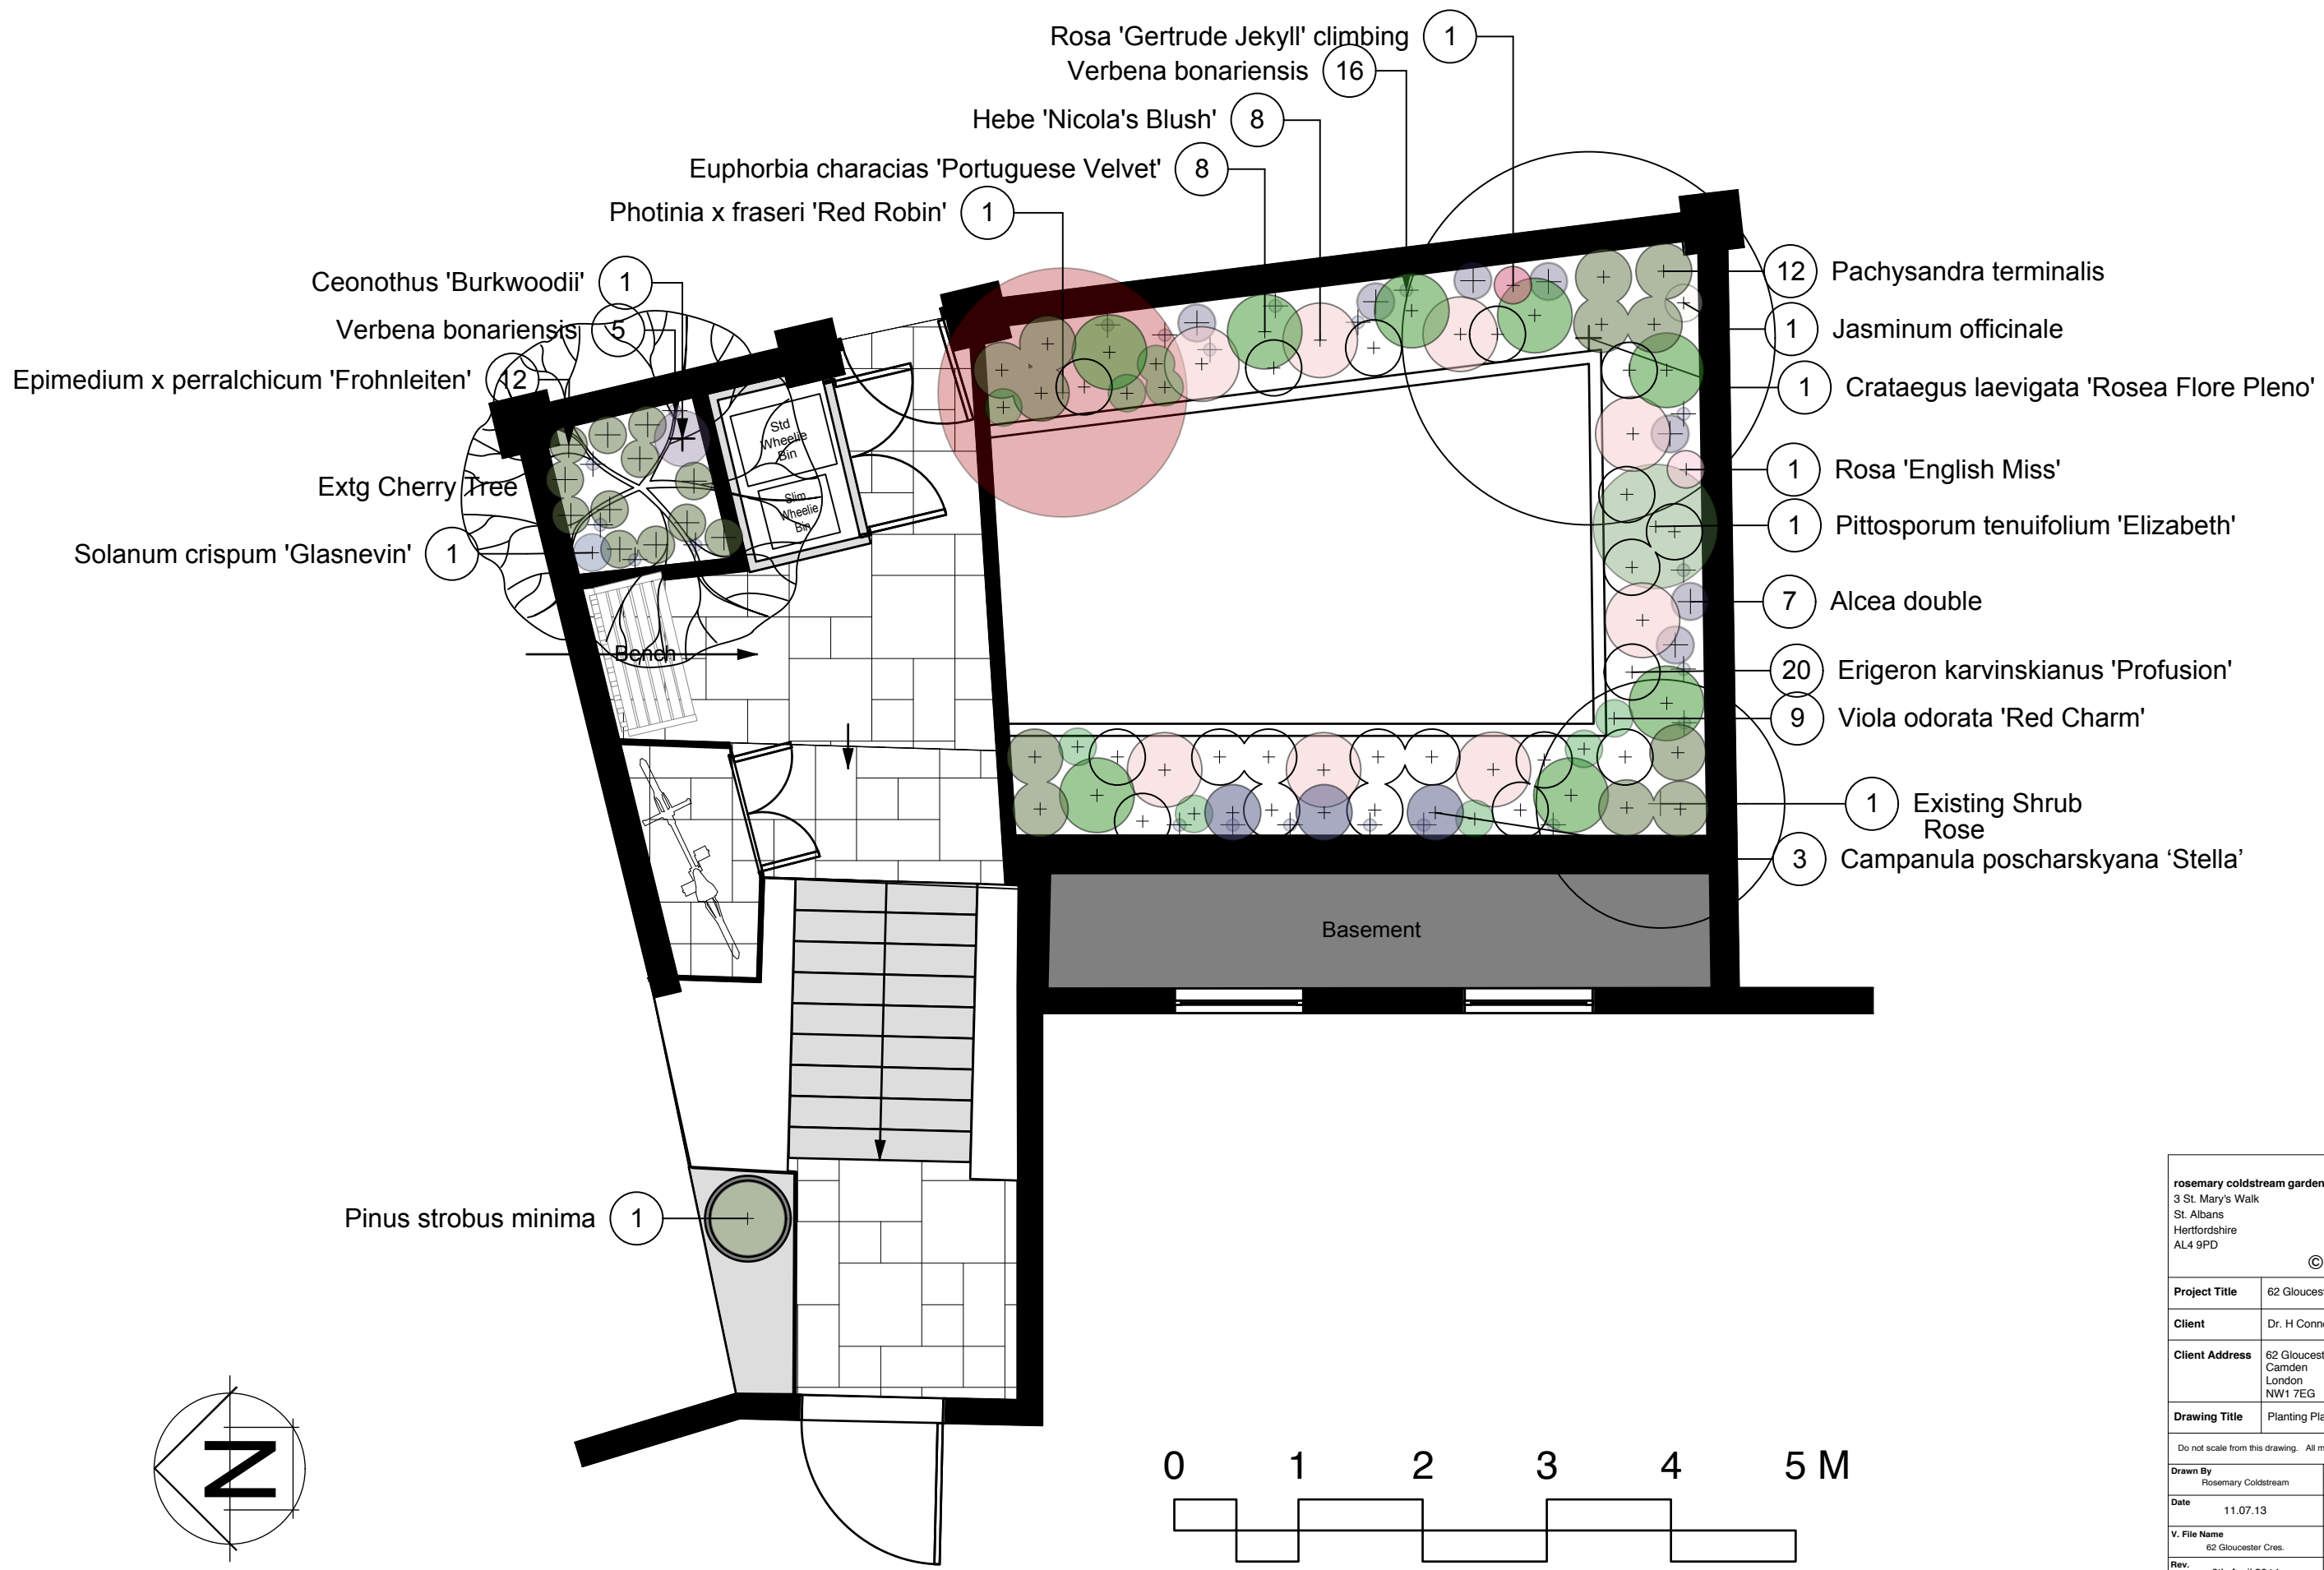 Rosa 'Gertrude Jekyll' climbing 1
Verbena bonariensis 16
Hebe 'Nicola's Blush' 8
Euphorbia characias 'Portuguese Velvet' 8
Photinia x fraseri 'Red Robin' 1
Ceonothus 'Burkwoodii' 1
Verbena bonariensis 5
Epimedium x perralchicum 'Frohnleiten' 12
Extg Cherry Tree
Solanum crispum 'Glasnevin' 1
Std
Wheelie
Bin
Slim
Wheelie
Bin
Bench
12 Pachysandra terminalis
1 Jasminum officinale
1 Crataegus laevigata 'Rosea Flore Pleno'
1 Rosa 'English Miss'
1 Pittosporum tenuifolium 'Elizabeth'
7 Alcea double
20 Erigeron karvinskianus 'Profusion'
9 Viola odorata 'Red Charm'
1 Existing Shrub
Rose
3 Campanula poscharskyana ‘Stella’
Basement
Pinus strobus minima 1
N
0 1 2 3 4 5 M
rosemary coldstream garden
3 St. Mary's Walk
St. Albans
Hertfordshire
AL4 9PD
©
Project Title 62
Client Dr. H
Client Address 62
Camden
London
NW1 7EG
Drawing Title Planting
Do not scale from this drawing. All
Drawn By
Rosemary Coldstream
Date
11.07.13
V. File Name
62 Gloucester Cres.
Rev.